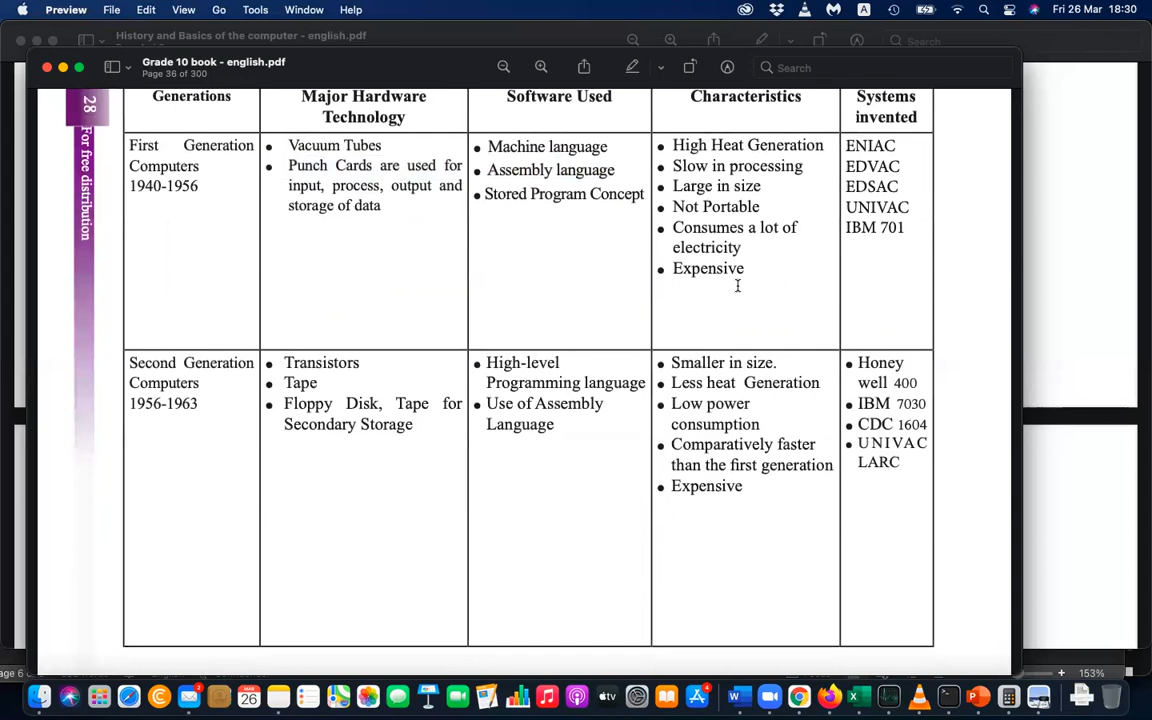 Preview File Edit View Go Tools Window Help A Fri 26 Mar 18:30
History and Basics of the computer - english.pdf
Search
Grade 10 book - english.pdf
Page 36 of 300
Search
28
For free distribution
Generations
Major Hardware
Technology
Software Used
Characteristics
Systems
invented
First Generation
Computers
1940-1956
• Vacuum Tubes
• Punch Cards are used for
input, process, output and
storage of data
• Machine language
• Assembly language
• Stored Program Concept
• High Heat Generation
• Slow in processing
• Large in size
• Not Portable
• Consumes a lot of
electricity
• Expensive
ENIAC
EDVAC
EDSAC
UNIVAC
IBM 701
Second Generation
Computers
1956-1963
• Transistors
• Tape
• Floppy Disk, Tape for
Secondary Storage
• High-level
Programming language
• Use of Assembly
Language
• Smaller in size.
• Less heat Generation
• Low power
consumption
• Comparatively faster
than the first generation
• Expensive
• Honey
well 400
• IBM 7030
• CDC 1604
• UNIVAC
LARC
153%